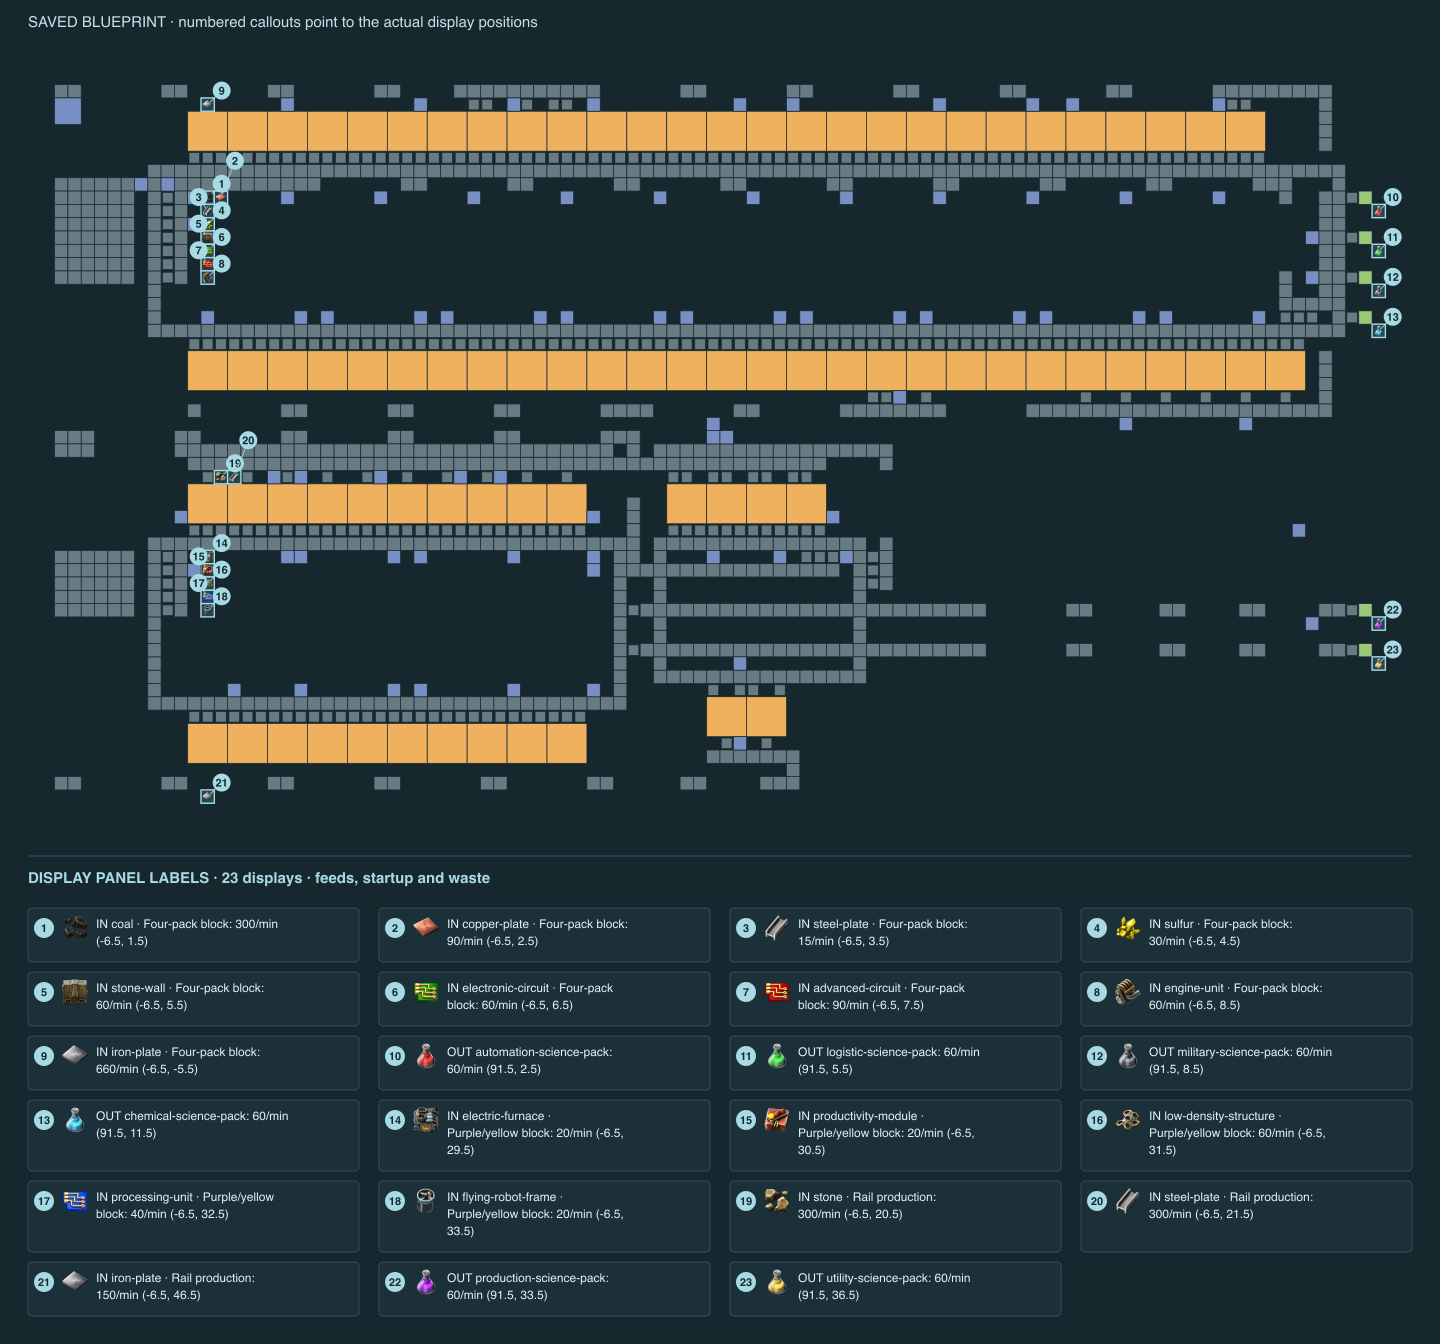 SAVED BLUEPRINT · numbered callouts point to the actual display positions
9
2
1
3
4
10
5
6
11
7
8
12
13
20
19
14
15
16
17
18
22
23
21
DISPLAY PANEL LABELS · 23 displays · feeds, startup and waste
1
IN coal · Four-pack block: 300/min
(-6.5, 1.5)
2
IN copper-plate · Four-pack block:
90/min (-6.5, 2.5)
3
IN steel-plate · Four-pack block:
15/min (-6.5, 3.5)
4
IN sulfur · Four-pack block:
30/min (-6.5, 4.5)
5
IN stone-wall · Four-pack block:
60/min (-6.5, 5.5)
6
IN electronic-circuit · Four-pack
block: 60/min (-6.5, 6.5)
7
IN advanced-circuit · Four-pack
block: 90/min (-6.5, 7.5)
8
IN engine-unit · Four-pack block:
60/min (-6.5, 8.5)
9
IN iron-plate · Four-pack block:
660/min (-6.5, -5.5)
10
OUT automation-science-pack:
60/min (91.5, 2.5)
11
OUT logistic-science-pack: 60/min
(91.5, 5.5)
12
OUT military-science-pack: 60/min
(91.5, 8.5)
13
OUT chemical-science-pack: 60/min
(91.5, 11.5)
14
IN electric-furnace ·
Purple/yellow block: 20/min (-6.5,
29.5)
15
IN productivity-module ·
Purple/yellow block: 20/min (-6.5,
30.5)
16
IN low-density-structure ·
Purple/yellow block: 60/min (-6.5,
31.5)
17
IN processing-unit · Purple/yellow
block: 40/min (-6.5, 32.5)
18
IN flying-robot-frame ·
Purple/yellow block: 20/min (-6.5,
33.5)
19
IN stone · Rail production:
300/min (-6.5, 20.5)
20
IN steel-plate · Rail production:
300/min (-6.5, 21.5)
21
IN iron-plate · Rail production:
150/min (-6.5, 46.5)
22
OUT production-science-pack:
60/min (91.5, 33.5)
23
OUT utility-science-pack: 60/min
(91.5, 36.5)